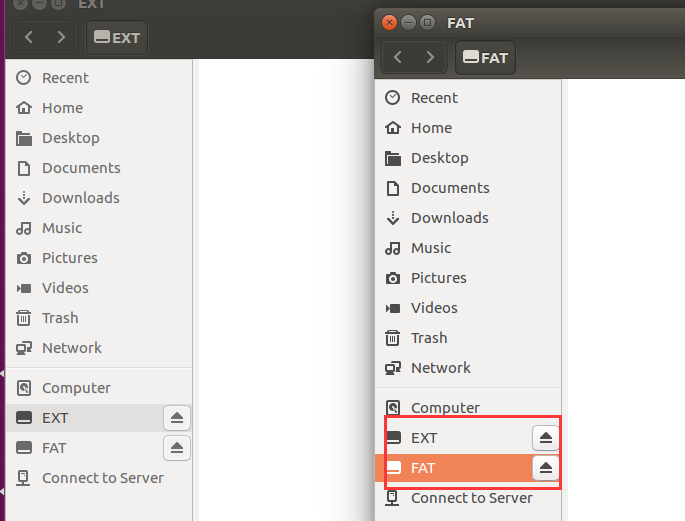 EXT
EXT
Recent
Home
Desktop
Documents
Downloads
Music
Pictures
Videos
Trash
Network
Computer
EXT
FAT
Connect to Server
FAT
FAT
Recent
Home
Desktop
Documents
Downloads
Music
Pictures
Videos
Trash
Network
Computer
EXT
FAT
Connect to Server